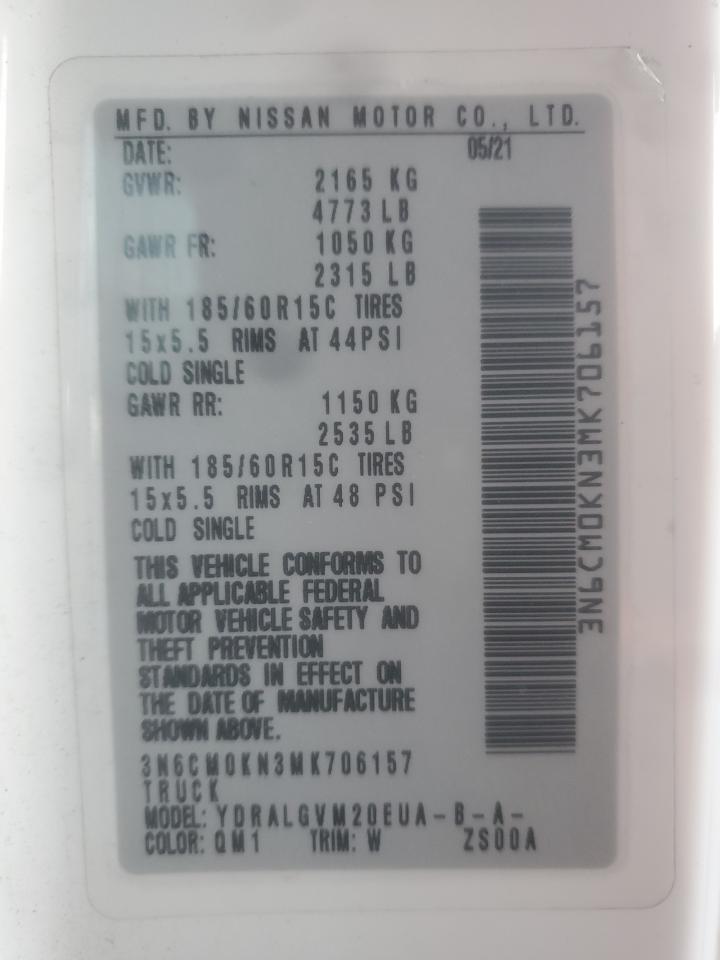 MFD. BY NISSAN MOTOR CO., LTD.
DATE: 05/21
GVWR: 2165 KG
4773 LB
GAWR FR: 1050 KG
2315 LB
WITH 185/60R15C TIRES
15x5.5 RIMS AT 44PSI
COLD SINGLE
GAWR RR: 1150 KG
2535 LB
WITH 185/60R15C TIRES
15x5.5 RIMS AT 48 PSI
COLD SINGLE
THIS VEHICLE CONFORMS TO
ALL APPLICABLE FEDERAL
MOTOR VEHICLE SAFETY AND
THEFT PREVENTION
STANDARDS IN EFFECT ON
THE DATE OF MANUFACTURE
SHOWN ABOVE.
3N6CM0KN3MK706157
TRUCK
MODEL: YDRALGVM20EUA-B-A-
COLOR: QM1 TRIM: W ZS00A
3N6CM0KN3MK706157